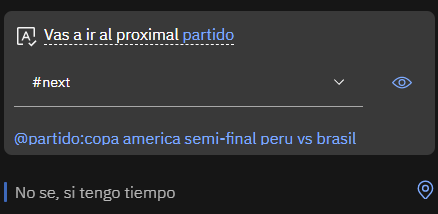 Vas a ir al proximal partido
#next
@partido:copa america semi-final peru vs brasil
No se, si tengo tiempo